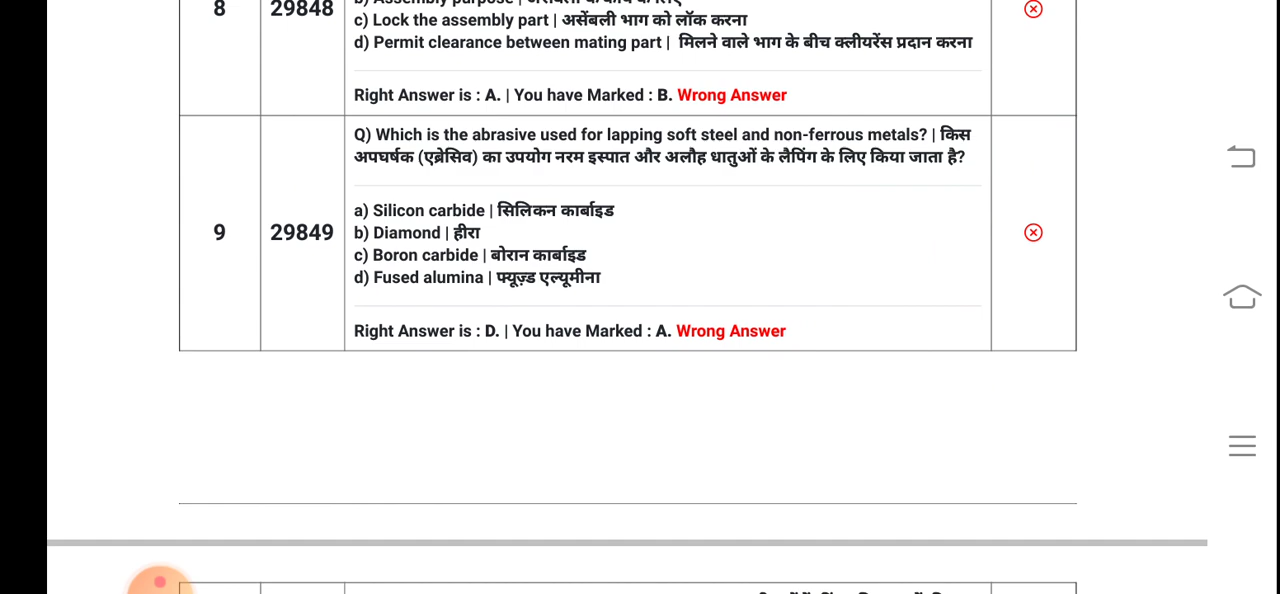 8
29848
c) Lock the assembly part | असेंबली भाग को लॉक करना
d) Permit clearance between mating part | मिलने वाले भाग के बीच क्लीयरेंस प्रदान करना
Right Answer is : A. | You have Marked : B. Wrong Answer
Q) Which is the abrasive used for lapping soft steel and non-ferrous metals? | किस
अपघर्षक (एब्रेसिव) का उपयोग नरम इस्पात और अलौह धातुओं के लैपिंग के लिए किया जाता है?
9
29849
a) Silicon carbide | सिलिकन कार्बाइड
b) Diamond | हीरा
c) Boron carbide | बोरान कार्बाइड
d) Fused alumina | फ्यूज़्ड एल्यूमीना
Right Answer is : D. | You have Marked : A. Wrong Answer